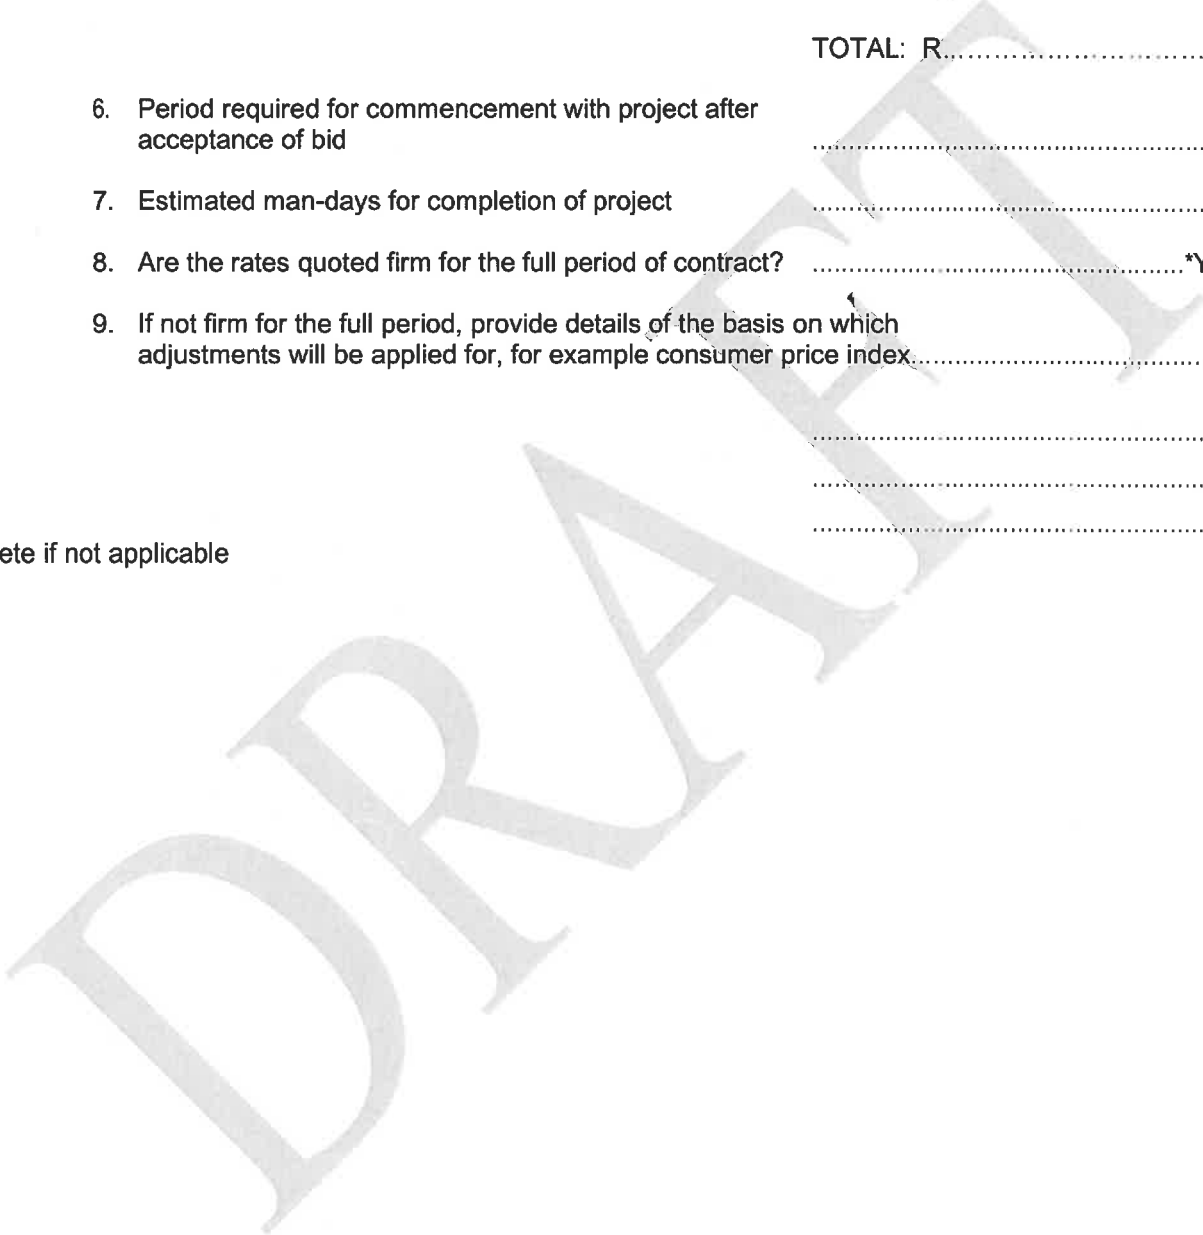 TOTAL: R..............................
6. Period required for commencement with project after
acceptance of bid ..................................................
7. Estimated man-days for completion of project ..................................................
8. Are the rates quoted firm for the full period of contract? ..................................................*Y
9. If not firm for the full period, provide details of the basis on which
adjustments will be applied for, for example consumer price index......................................
..................................................
..................................................
..................................................
ete if not applicable
DRAFT